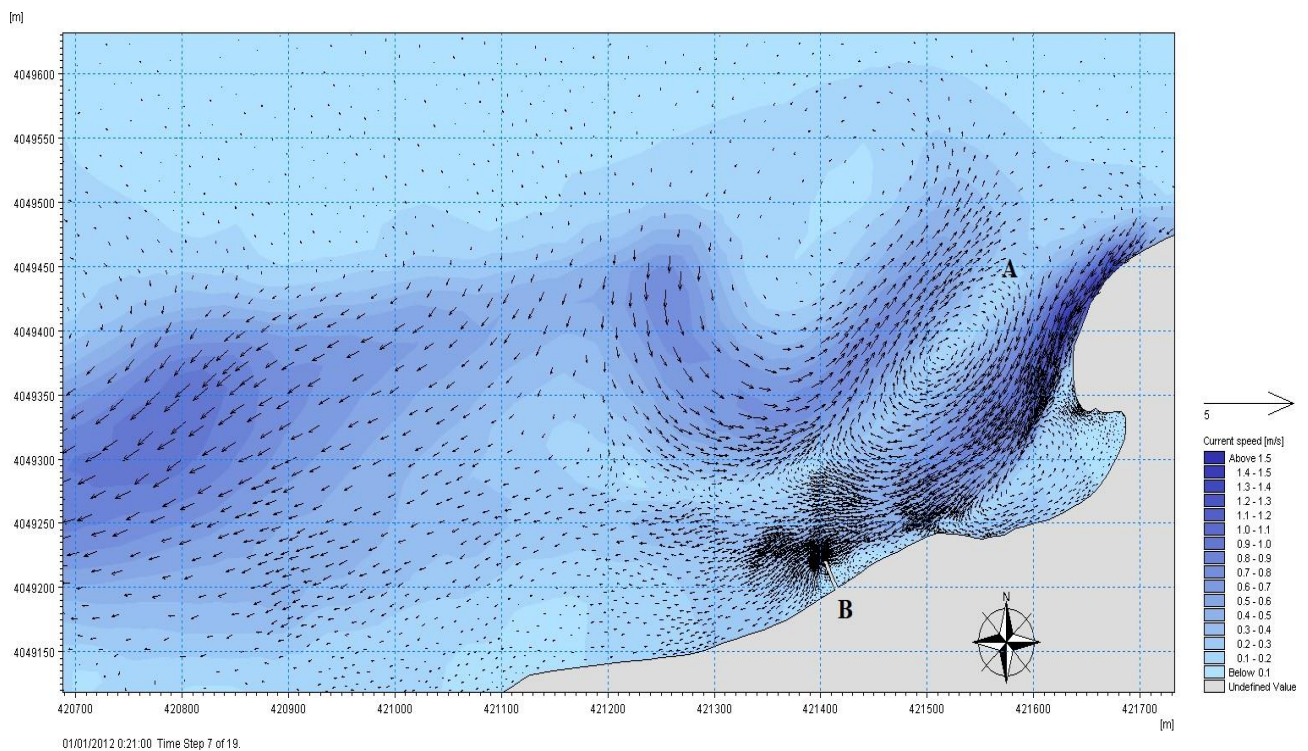 [m]
4049600
4049550
4049500
4049450
4049400
4049350
4049300
4049250
4049200
4049150
A
B
N
420700 420800 420900 421000 421100 421200 421300 421400 421500 421600 421700
[m]
01/01/2012 0:21:00 Time Step 7 of 19.
5
Current speed [m/s]
Above 1.5
1.4 - 1.5
1.3 - 1.4
1.2 - 1.3
1.1 - 1.2
1.0 - 1.1
0.9 - 1.0
0.8 - 0.9
0.7 - 0.8
0.6 - 0.7
0.5 - 0.6
0.4 - 0.5
0.3 - 0.4
0.2 - 0.3
0.1 - 0.2
Below 0.1
Undefined Value